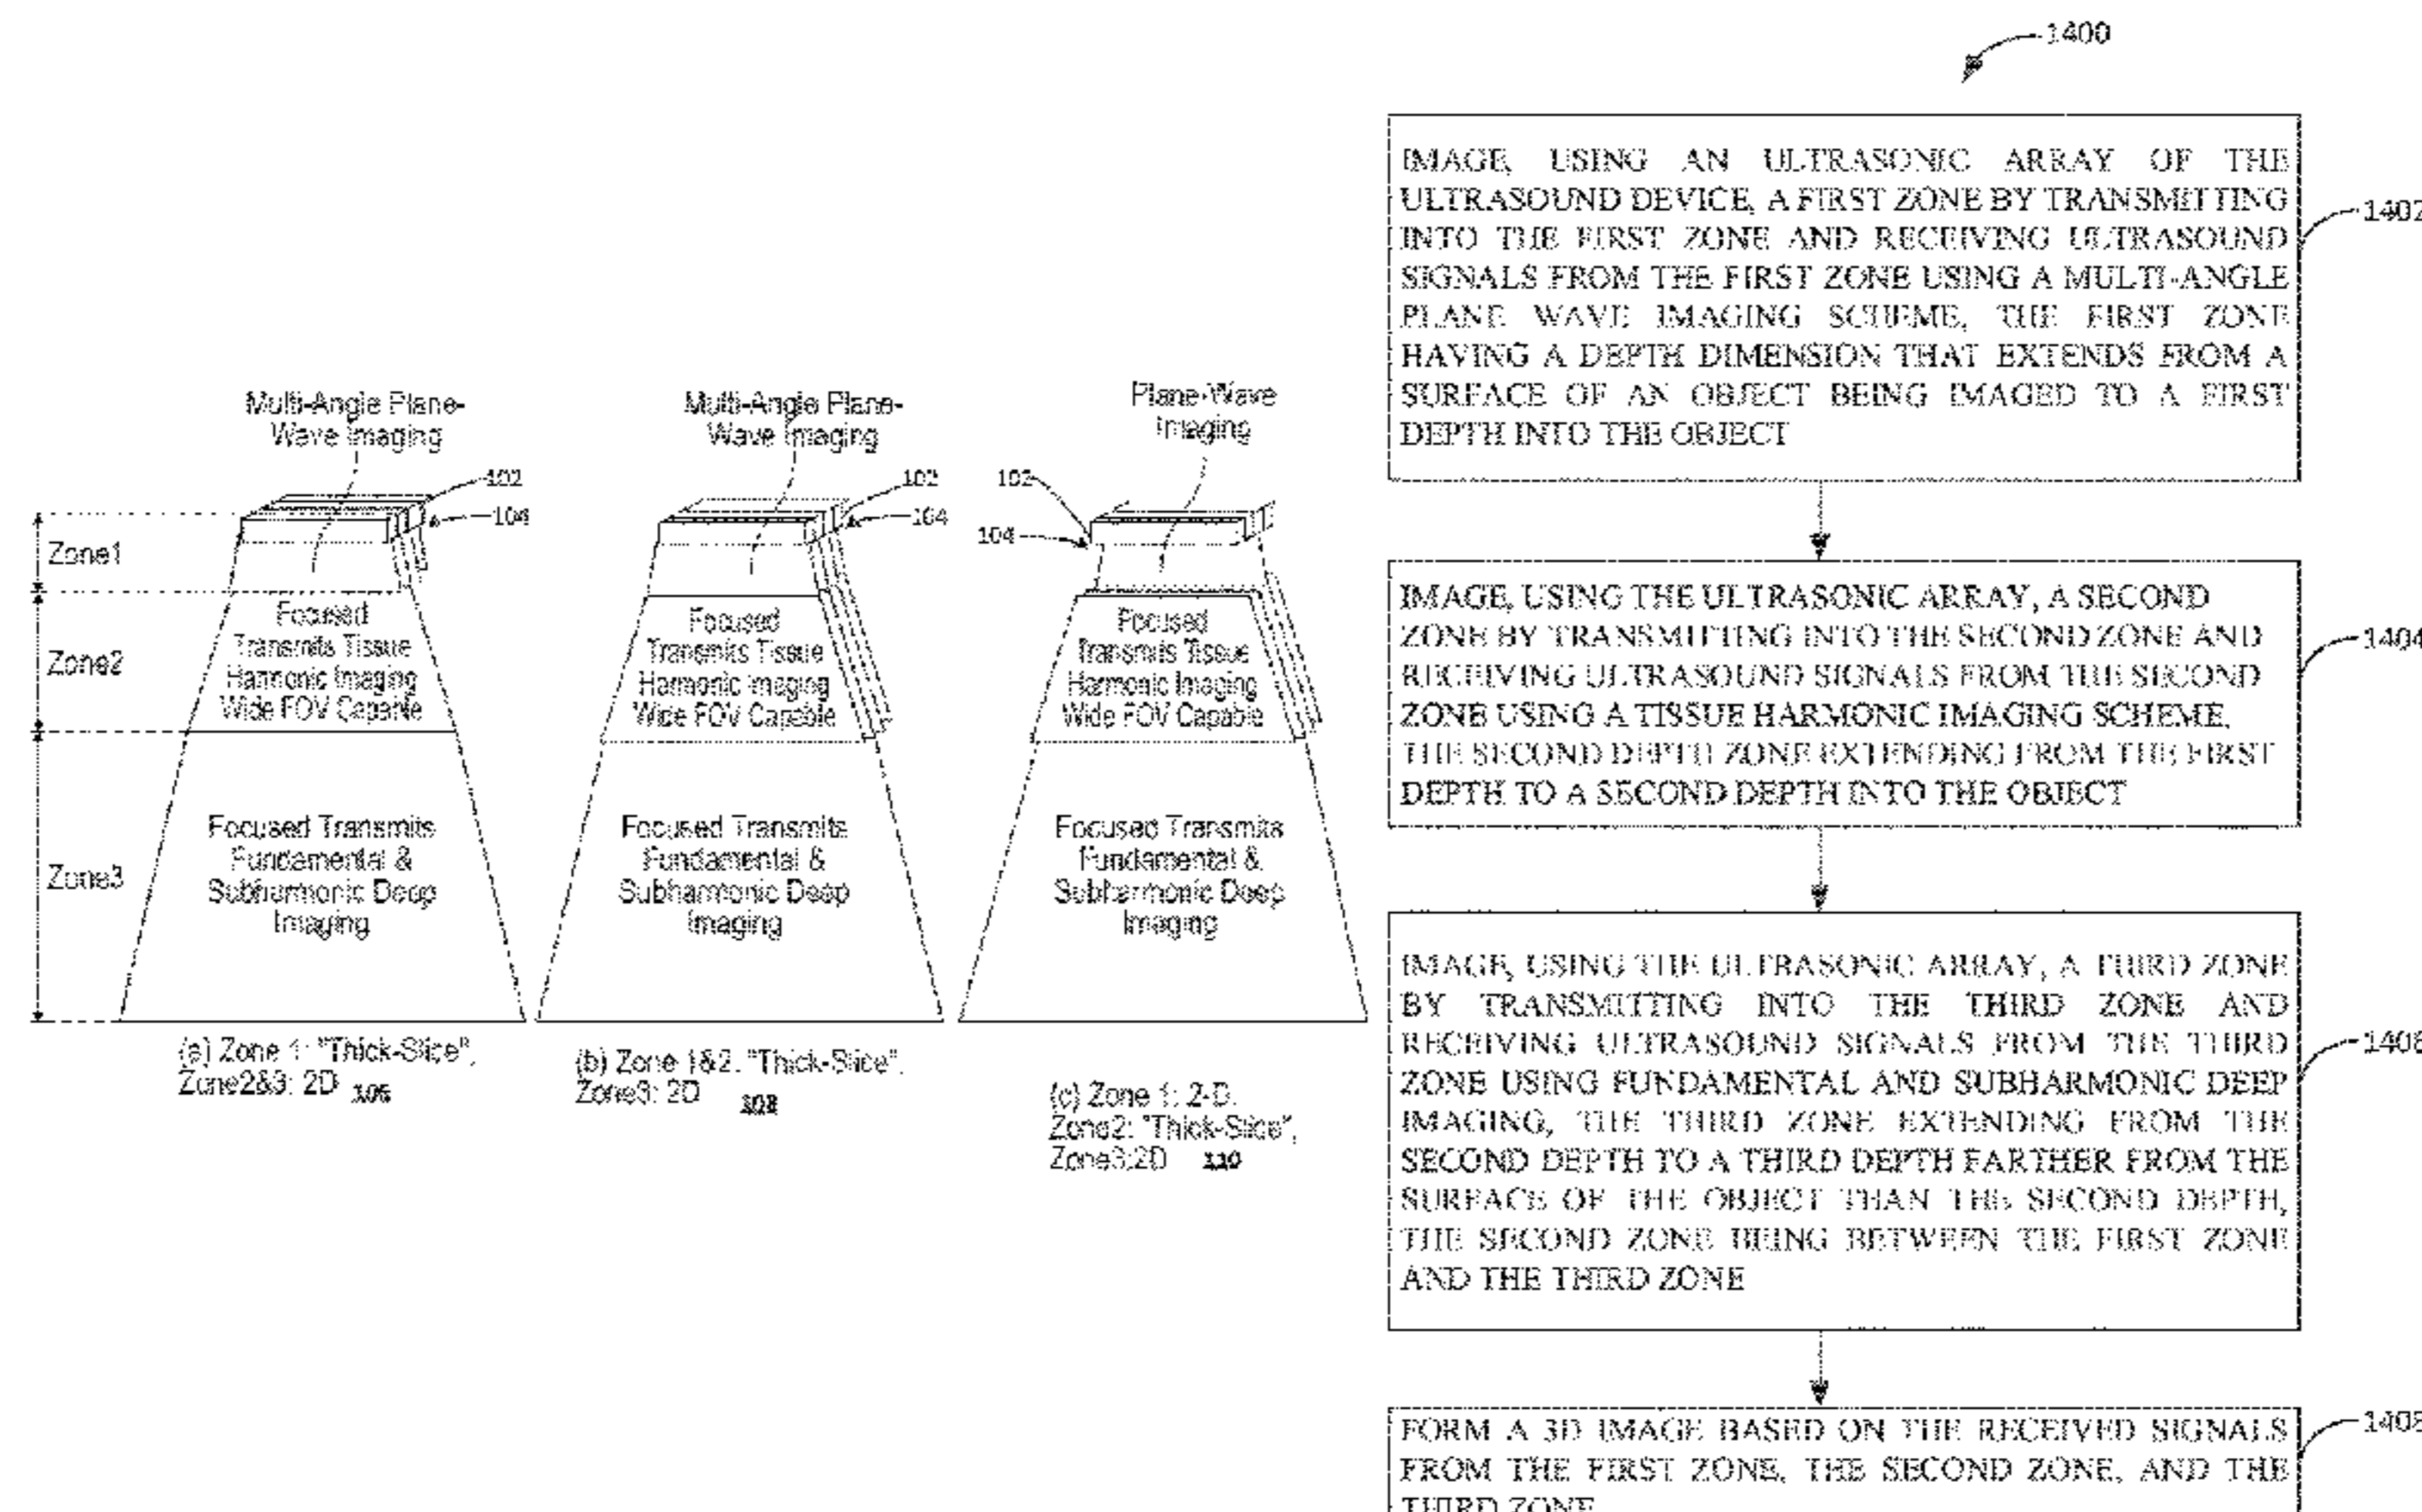 Multi-Angle Plane-
Wave Imaging
102
104
Zone1
Focused
Transmits Tissue
Harmonic Imaging
Wide FOV Capable
Zone2
Focused Transmits
Fundamental &
Subharmonic Deep
Imaging
Zone3
(a) Zone 1: "Thick-Slice",
Zone2&3: 2D 106
Multi-Angle Plane-
Wave Imaging
102
104
Focused
Transmits Tissue
Harmonic Imaging
Wide FOV Capable
Focused Transmits
Fundamental &
Subharmonic Deep
Imaging
(b) Zone 1&2. "Thick-Slice".
Zone3: 2D 108
Plane-Wave
Imaging
102
104
Focused
Transmits Tissue
Harmonic Imaging
Wide FOV Capable
Focused Transmits
Fundamental &
Subharmonic Deep
Imaging
(c) Zone 1: 2-D.
Zone2: "Thick-Slice",
Zone3:2D 110
1400
IMAGE, USING AN ULTRASONIC ARRAY OF THE
ULTRASOUND DEVICE, A FIRST ZONE BY TRANSMITTING
INTO THE FIRST ZONE AND RECEIVING ULTRASOUND
SIGNALS FROM THE FIRST ZONE USING A MULTI-ANGLE
PLANE WAVE IMAGING SCHEME, THE FIRST ZONE
HAVING A DEPTH DIMENSION THAT EXTENDS FROM A
SURFACE OF AN OBJECT BEING IMAGED TO A FIRST
DEPTH INTO THE OBJECT
1402
IMAGE, USING THE ULTRASONIC ARRAY, A SECOND
ZONE BY TRANSMITTING INTO THE SECOND ZONE AND
RECEIVING ULTRASOUND SIGNALS FROM THE SECOND
ZONE USING A TISSUE HARMONIC IMAGING SCHEME,
THE SECOND DEPTH ZONE EXTENDING FROM THE FIRST
DEPTH TO A SECOND DEPTH INTO THE OBJECT
1404
IMAGE, USING THE ULTRASONIC ARRAY, A THIRD ZONE
BY TRANSMITTING INTO THE THIRD ZONE AND
RECEIVING ULTRASOUND SIGNALS FROM THE THIRD
ZONE USING FUNDAMENTAL AND SUBHARMONIC DEEP
IMAGING, THE THIRD ZONE EXTENDING FROM THE
SECOND DEPTH TO A THIRD DEPTH FARTHER FROM THE
SURFACE OF THE OBJECT THAN THE SECOND DEPTH,
THE SECOND ZONE BEING BETWEEN THE FIRST ZONE
AND THE THIRD ZONE
1406
FORM A 3D IMAGE BASED ON THE RECEIVED SIGNALS
FROM THE FIRST ZONE, THE SECOND ZONE, AND THE
THIRD ZONE
1408